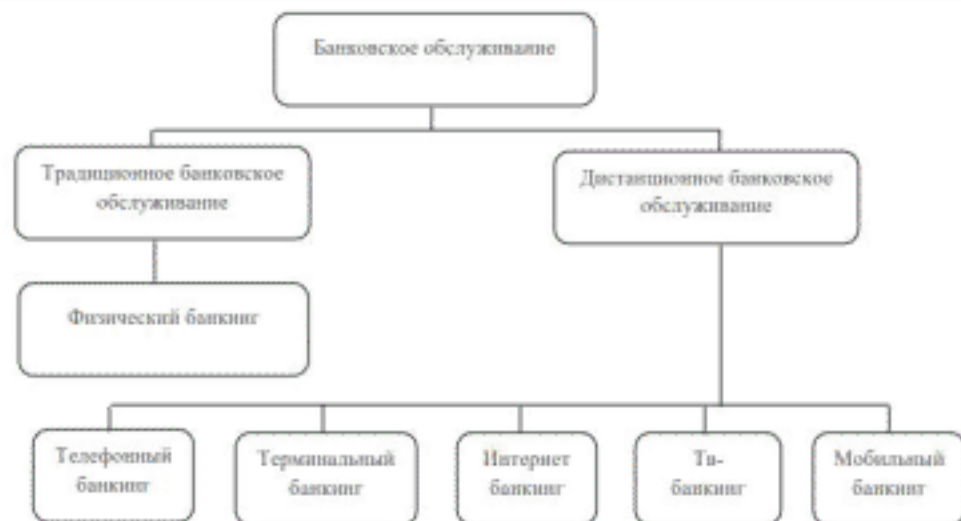 Банковское обслуживание
Традиционное банковское
обслуживание
Дистанционное банковское
обслуживание
Физический банкинг
Телефонный
банкинг
Терминальный
банкинг
Интернет
банкинг
Тв-
банкинг
Мобильный
банкинг